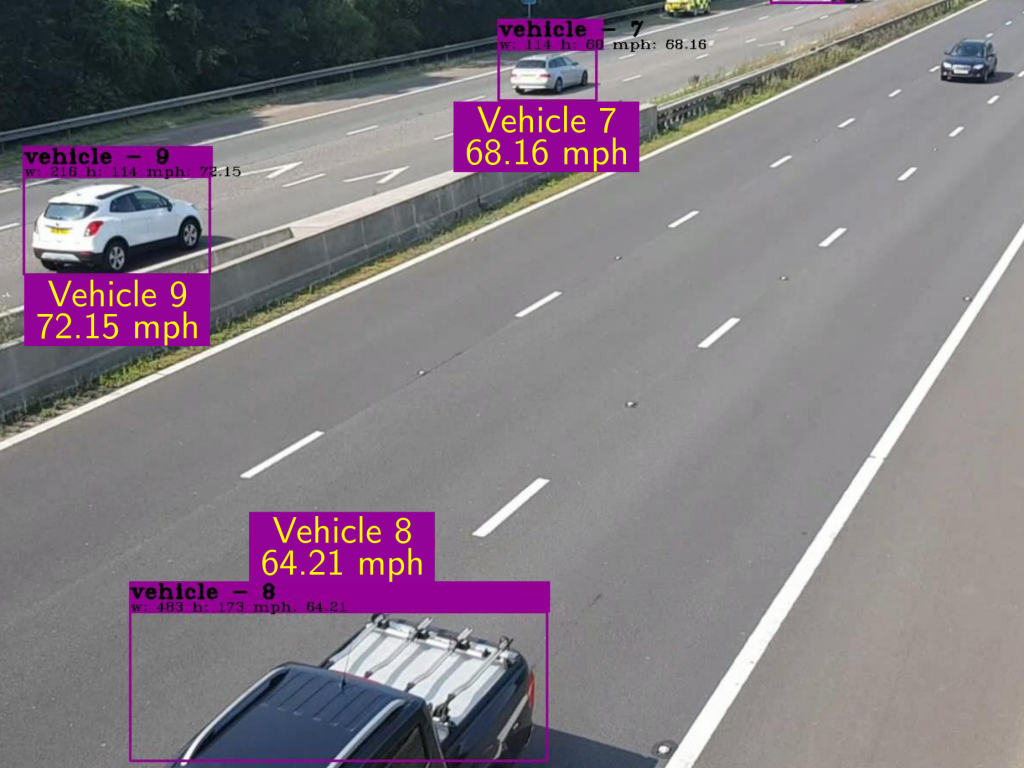 vehicle - 7
w: 114 h: 60 mph: 68.16
Vehicle 7
68.16 mph
vehicle - 9
w: 216 h: 114 mph: 72.15
Vehicle 9
72.15 mph
Vehicle 8
64.21 mph
vehicle - 8
w: 483 h: 173 mph: 64.21